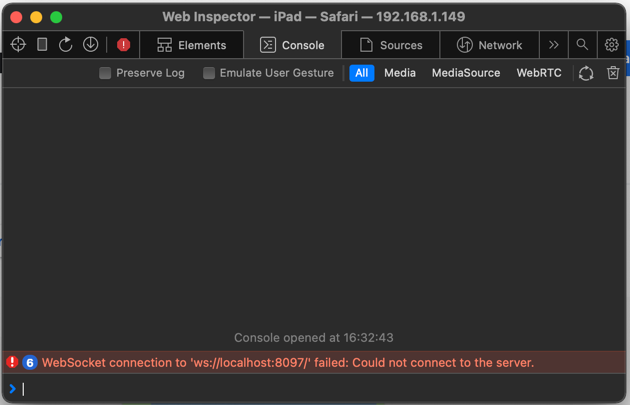 Web Inspector — iPad — Safari — 192.168.1.149
Elements Console Sources Network
Preserve Log Emulate User Gesture All Media MediaSource WebRTC
Console opened at 16:32:43
6 WebSocket connection to 'ws://localhost:8097/' failed: Could not connect to the server.